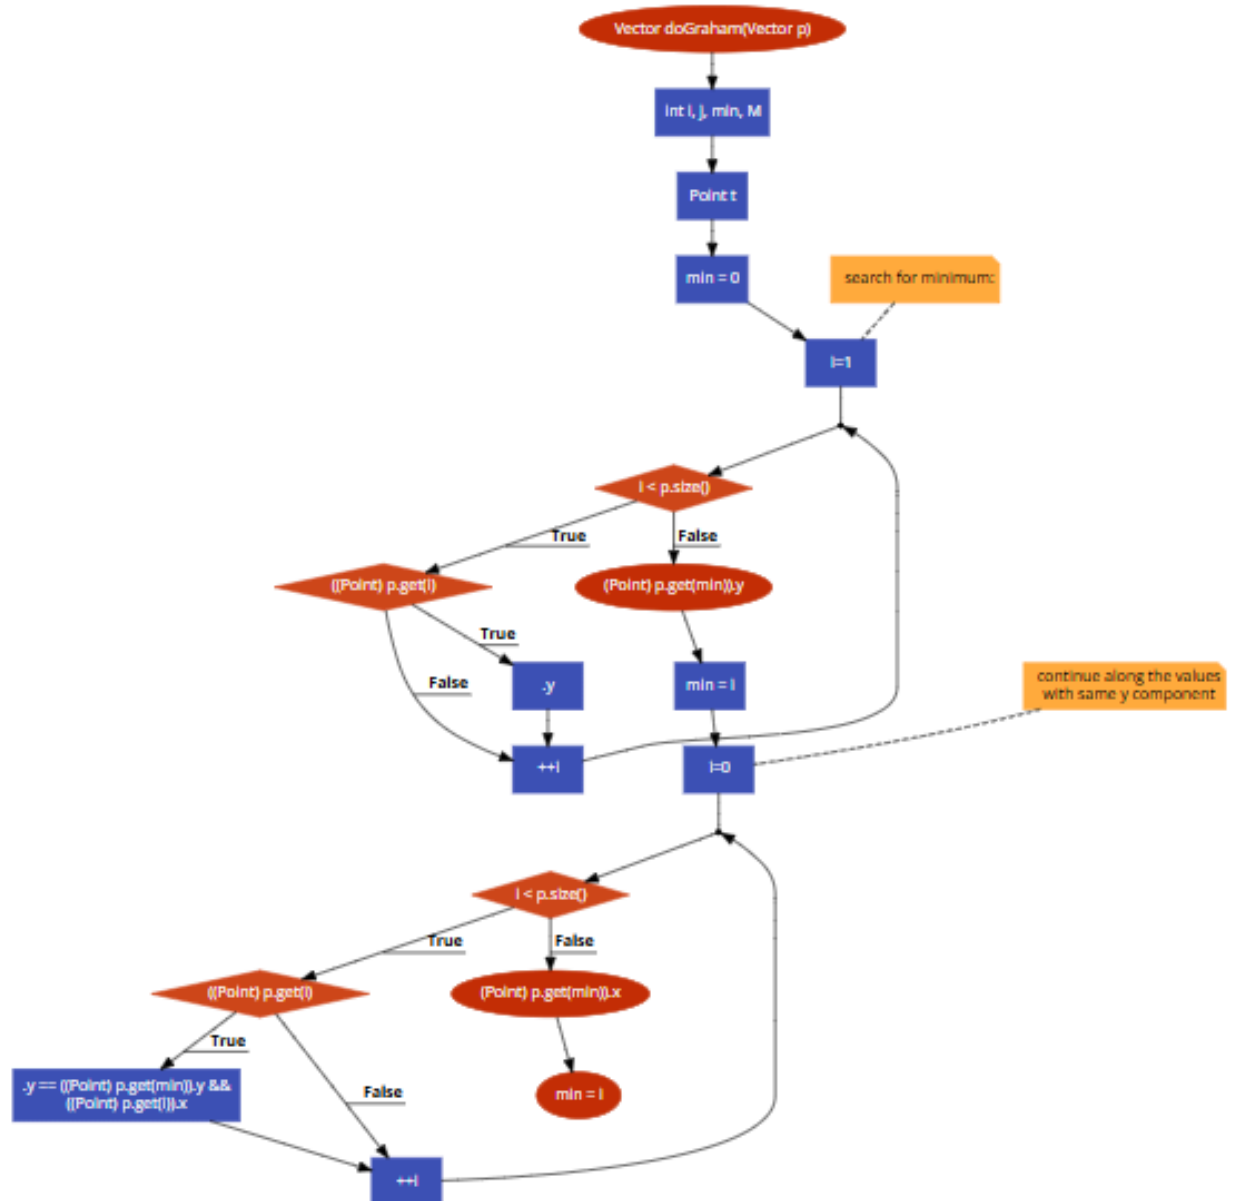 Vector doGraham(Vector p)
int i, j, min, M
Point t
min = 0
search for minimum:
i=1
i < p.size()
True
False
((Point) p.get(i)
(Point) p.get(min)).y
True
False
.y
min = i
continue along the values
with same y component
++i
i=0
i < p.size()
True
False
((Point) p.get(i)
(Point) p.get(min)).x
True
.y == ((Point) p.get(min)).y &&
((Point) p.get(i)).x
False
min = i
++i